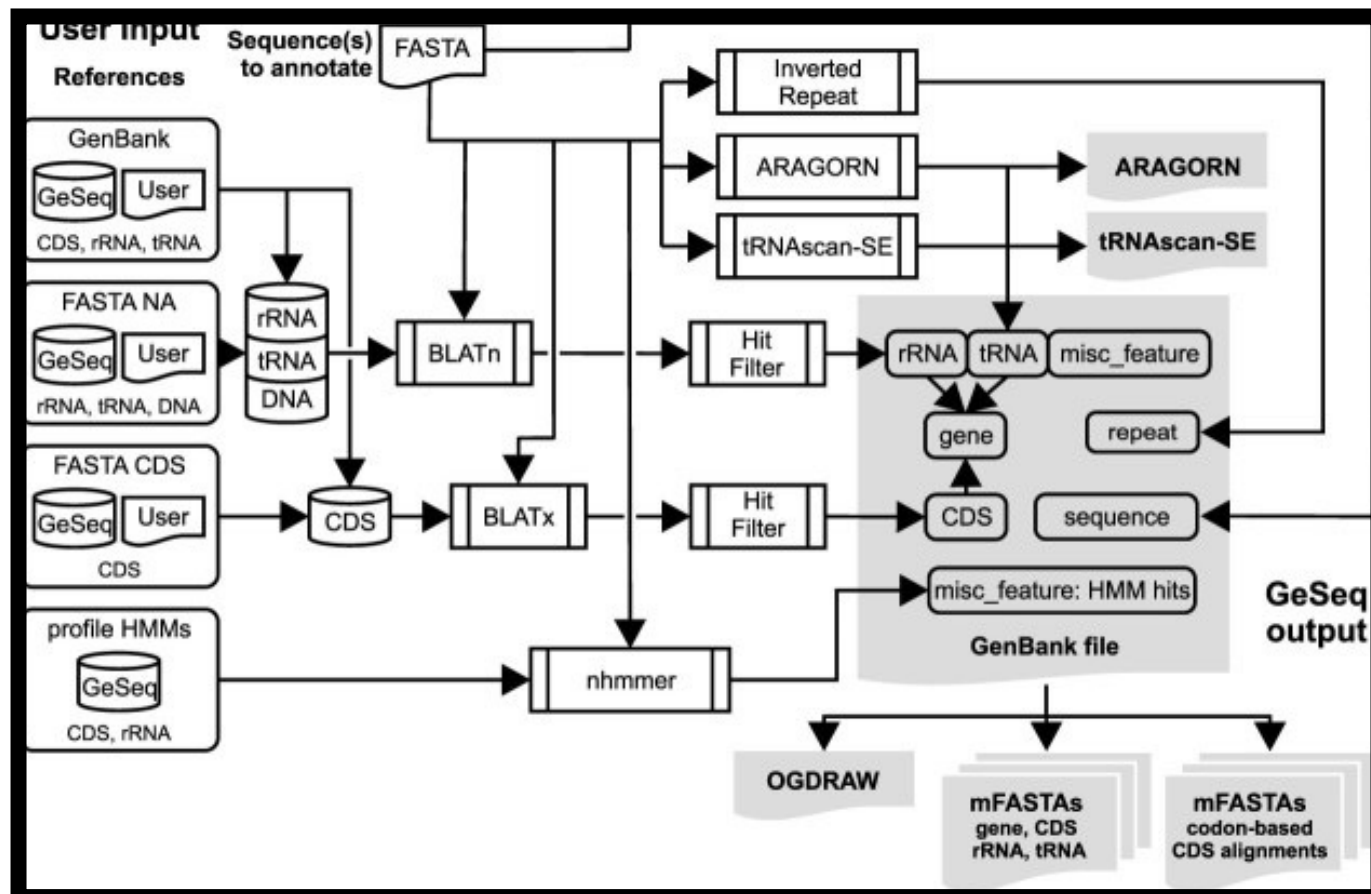 User Input
References
Sequence(s)
to annotate
FASTA
GenBank
GeSeq
User
CDS, rRNA, tRNA
FASTA NA
GeSeq
User
rRNA, tRNA, DNA
FASTA CDS
GeSeq
User
CDS
profile HMMs
GeSeq
CDS, rRNA
rRNA
tRNA
DNA
CDS
BLATn
BLATx
nhmmer
Inverted
Repeat
ARAGORN
tRNAscan-SE
Hit
Filter
Hit
Filter
ARAGORN
tRNAscan-SE
rRNA
tRNA
misc_feature
gene
repeat
CDS
sequence
misc_feature: HMM hits
GenBank file
GeSeq
output
OGDRAW
mFASTAs
gene, CDS
rRNA, tRNA
mFASTAs
codon-based
CDS alignments